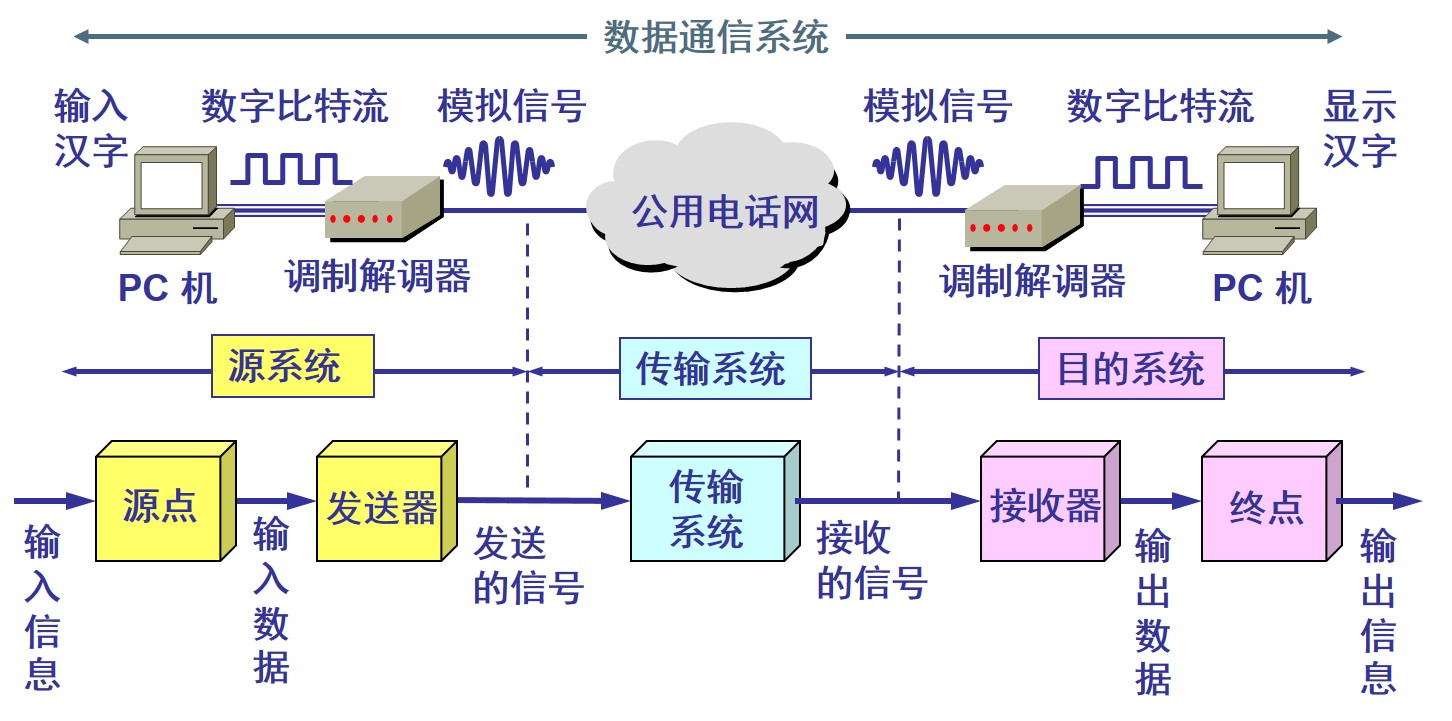 数据通信系统
输入
汉字
数字比特流
模拟信号
模拟信号
数字比特流
显示
汉字
公用电话网
PC 机
调制解调器
调制解调器
PC 机
源系统
传输系统
目的系统
源点
发送器
传输
系统
接收器
终点
输入信息
输入数据
发送
的信号
接收
的信号
输出数据
输出信息